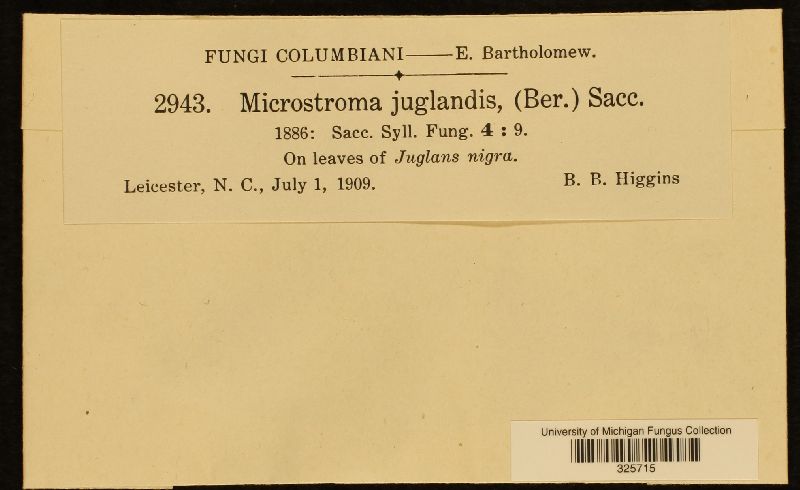 FUNGI COLUMBIANI——E. Bartholomew.
2943. Microstroma juglandis, (Ber.) Sacc.
1886: Sacc. Syll. Fung. 4 : 9.
On leaves of Juglans nigra.
Leicester, N. C., July 1, 1909. B. B. Higgins
University of Michigan Fungus Collection
325715